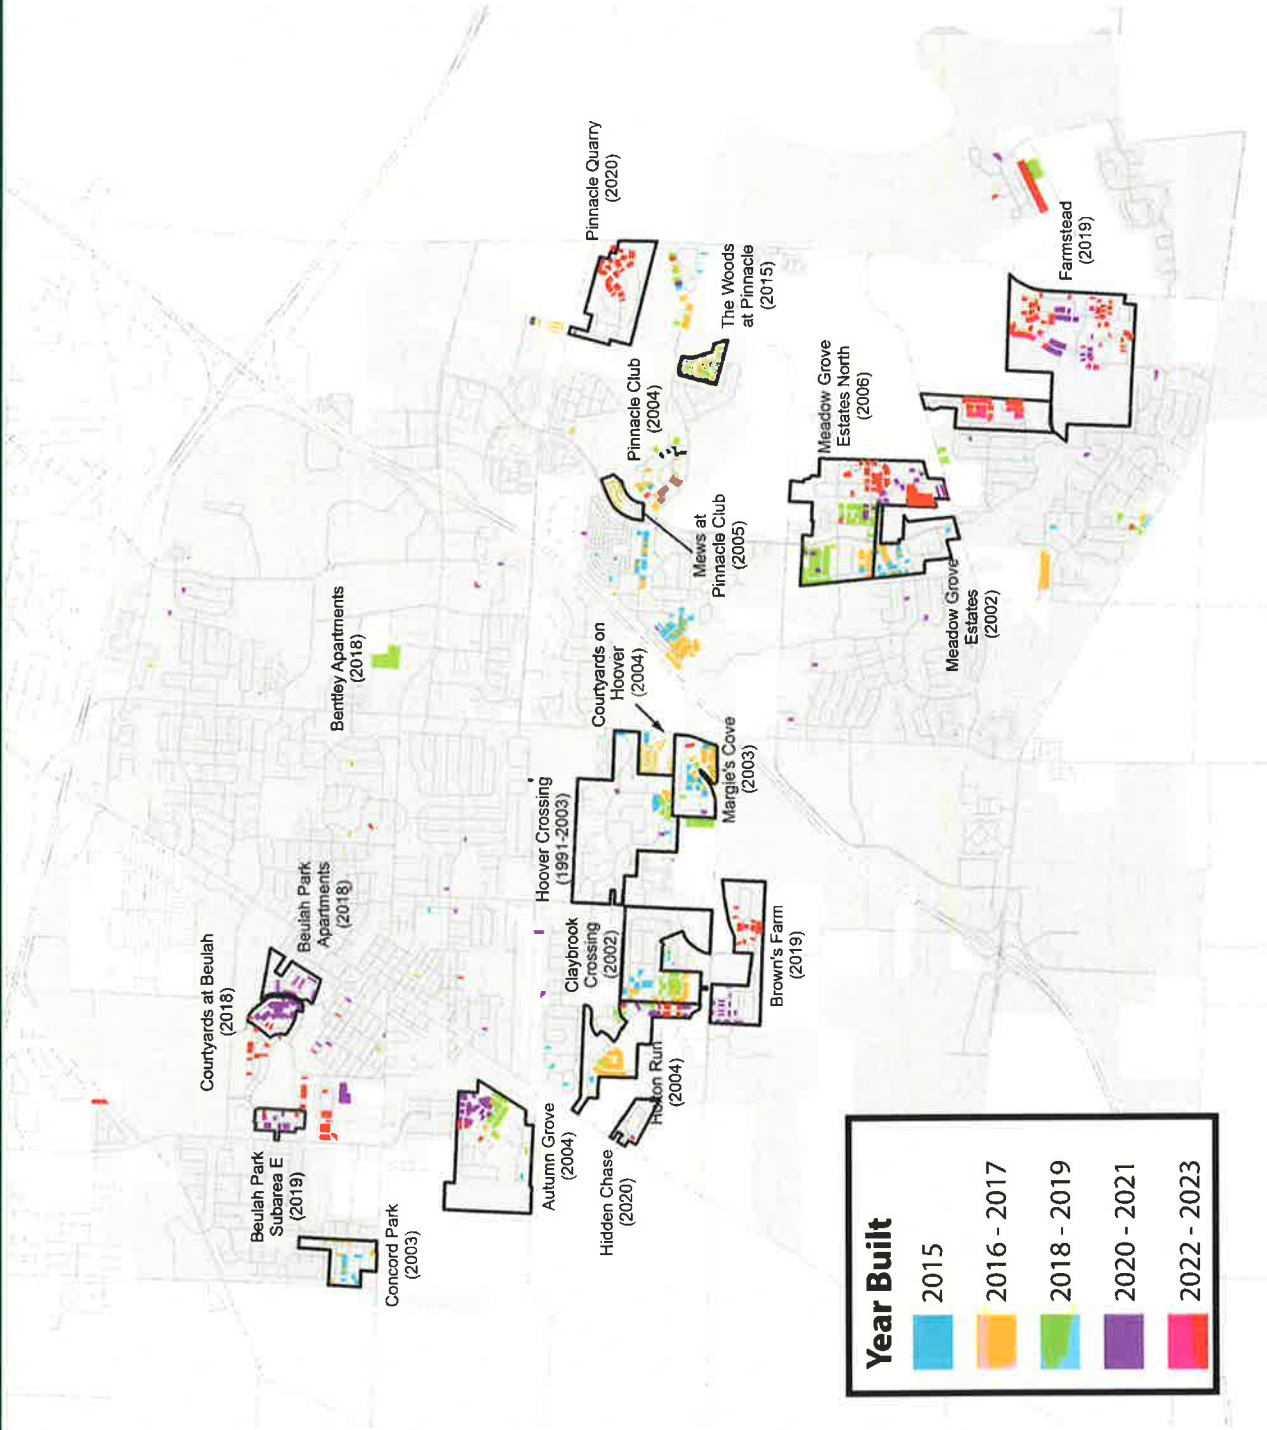 Pinnacle Quarry
(2020)
The Woods
at Pinnacle
(2015)
Farmstead
(2019)
Pinnacle Club
(2004)
Meadow Grove
Estates North
(2006)
Mews at
Pinnacle Club
(2005)
Meadow Grove
Estates
(2002)
Bentley Apartments
(2018)
Courtyards on
Hoover
(2004)
Margie's Cove
(2003)
Hoover Crossing
(1991-2003)
Beulah Park
Apartments
(2018)
Courtyards at Beulah
(2018)
Claybrook
Crossing
(2002)
Brown's Farm
(2019)
Holton Run
(2004)
Autumn Grove
(2004)
Hidden Chase
(2020)
Beulah Park
Subarea E
(2019)
Concord Park
(2003)
Year Built
2015
2016 - 2017
2018 - 2019
2020 - 2021
2022 - 2023